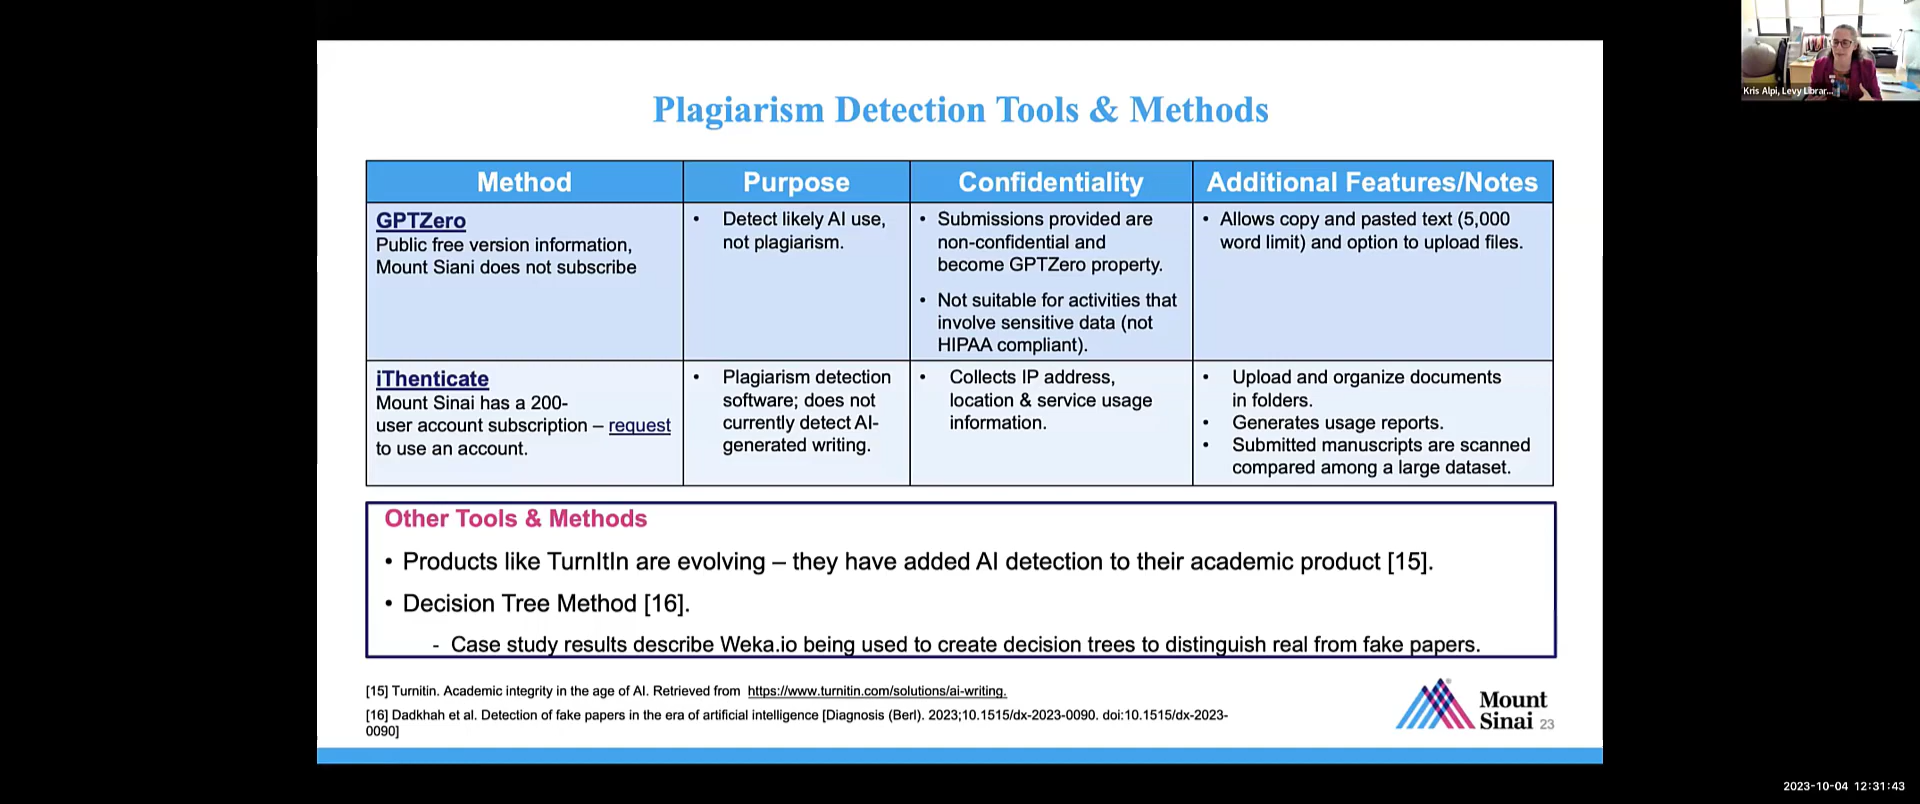 Kris Alpi, Levy Librar...
Plagiarism Detection Tools & Methods
Method
Purpose
Confidentiality
Additional Features/Notes
GPTZero
Public free version information,
Mount Siani does not subscribe
• Detect likely AI use,
not plagiarism.
• Submissions provided are
non-confidential and
become GPTZero property.
• Not suitable for activities that
involve sensitive data (not
HIPAA compliant).
• Allows copy and pasted text (5,000
word limit) and option to upload files.
iThenticate
Mount Sinai has a 200-
user account subscription – request
to use an account.
• Plagiarism detection
software; does not
currently detect AI-
generated writing.
• Collects IP address,
location & service usage
information.
• Upload and organize documents
in folders.
• Generates usage reports.
• Submitted manuscripts are scanned
compared among a large dataset.
Other Tools & Methods
• Products like TurnItIn are evolving – they have added AI detection to their academic product [15].
• Decision Tree Method [16].
- Case study results describe Weka.io being used to create decision trees to distinguish real from fake papers.
[15] Turnitin. Academic integrity in the age of AI. Retrieved from https://www.turnitin.com/solutions/ai-writing.
[16] Dadkhah et al. Detection of fake papers in the era of artificial intelligence [Diagnosis (Berl). 2023;10.1515/dx-2023-0090. doi:10.1515/dx-2023-
0090]
Mount
Sinai 23
2023-10-04 12:31:43